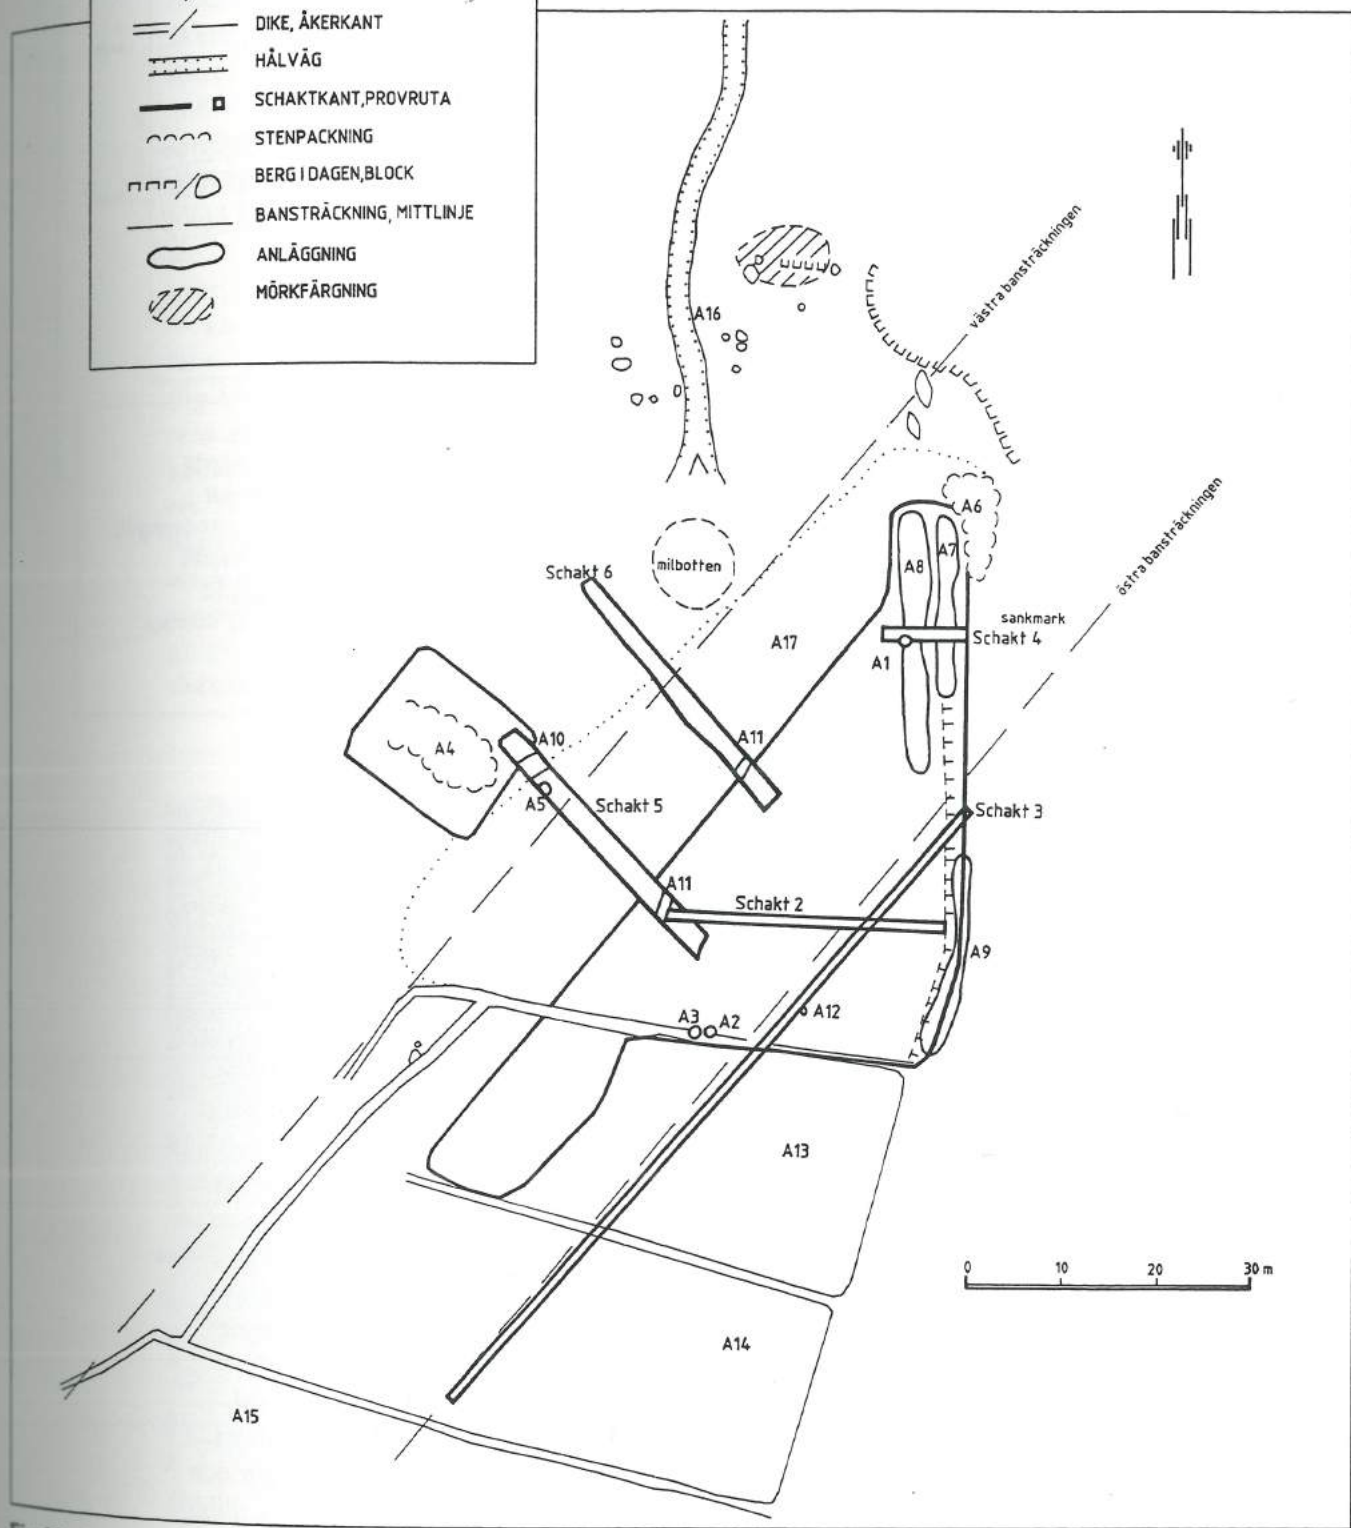 DIKE, ÅKERKANT
HÅLVÄG
SCHAKTKANT,PROVRUTA
STENPACKNING
BERG I DAGEN,BLOCK
BANSTRÄCKNING, MITTLINJE
ANLÄGGNING
MÖRKFÄRGNING
västra bansträckningen
A16
östra bansträckningen
A6
A7
A8
milbotten
Schakt 6
sankmark
Schakt 4
A17
A1
A11
A10
A4
A5
Schakt 5
Schakt 3
A11
Schakt 2
A9
A3
A2
A12
A13
0 10 20 30 m
A14
A15